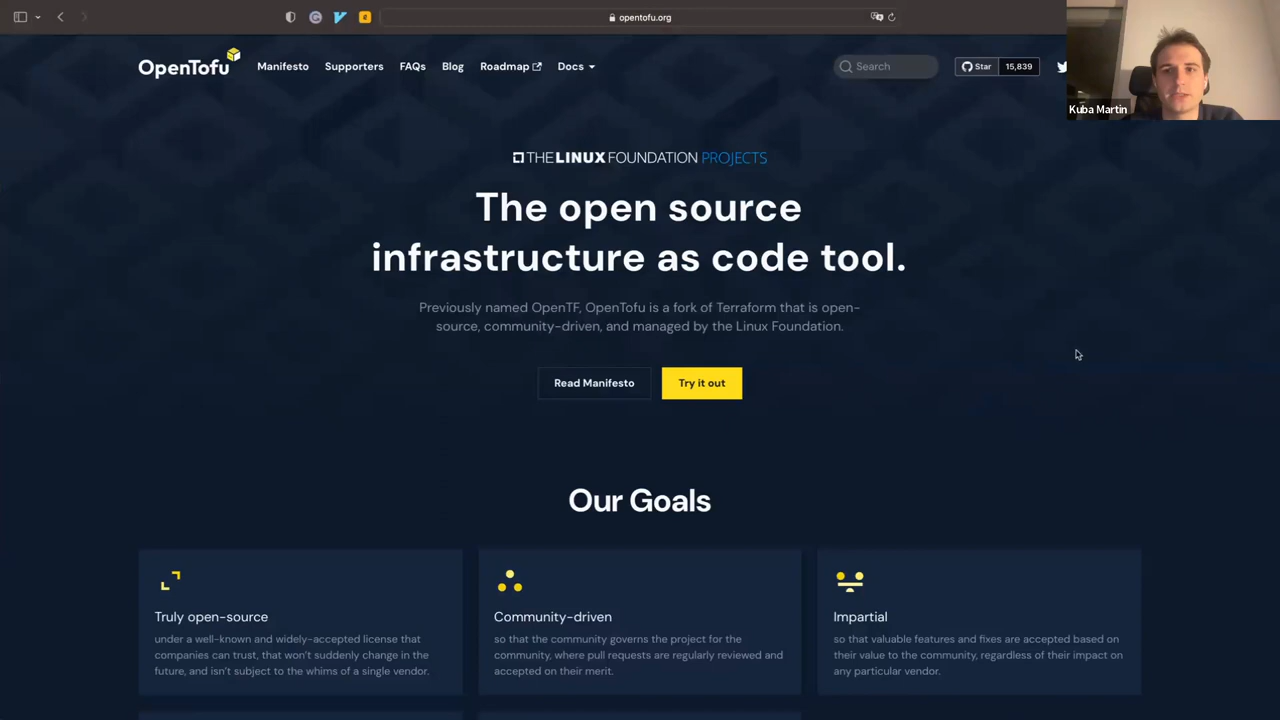 opentofu.org
OpenTofu
Manifesto
Supporters
FAQs
Blog
Roadmap
Docs
Search
Star
15,839
Kuba Martin
THE LINUX FOUNDATION PROJECTS
The open source
infrastructure as code tool.
Previously named OpenTF, OpenTofu is a fork of Terraform that is open-
source, community-driven, and managed by the Linux Foundation.
Read Manifesto
Try it out
Our Goals
Truly open-source
under a well-known and widely-accepted license that
companies can trust, that won’t suddenly change in the
future, and isn’t subject to the whims of a single vendor.
Community-driven
so that the community governs the project for the
community, where pull requests are regularly reviewed and
accepted on their merit.
Impartial
so that valuable features and fixes are accepted based on
their value to the community, regardless of their impact on
any particular vendor.